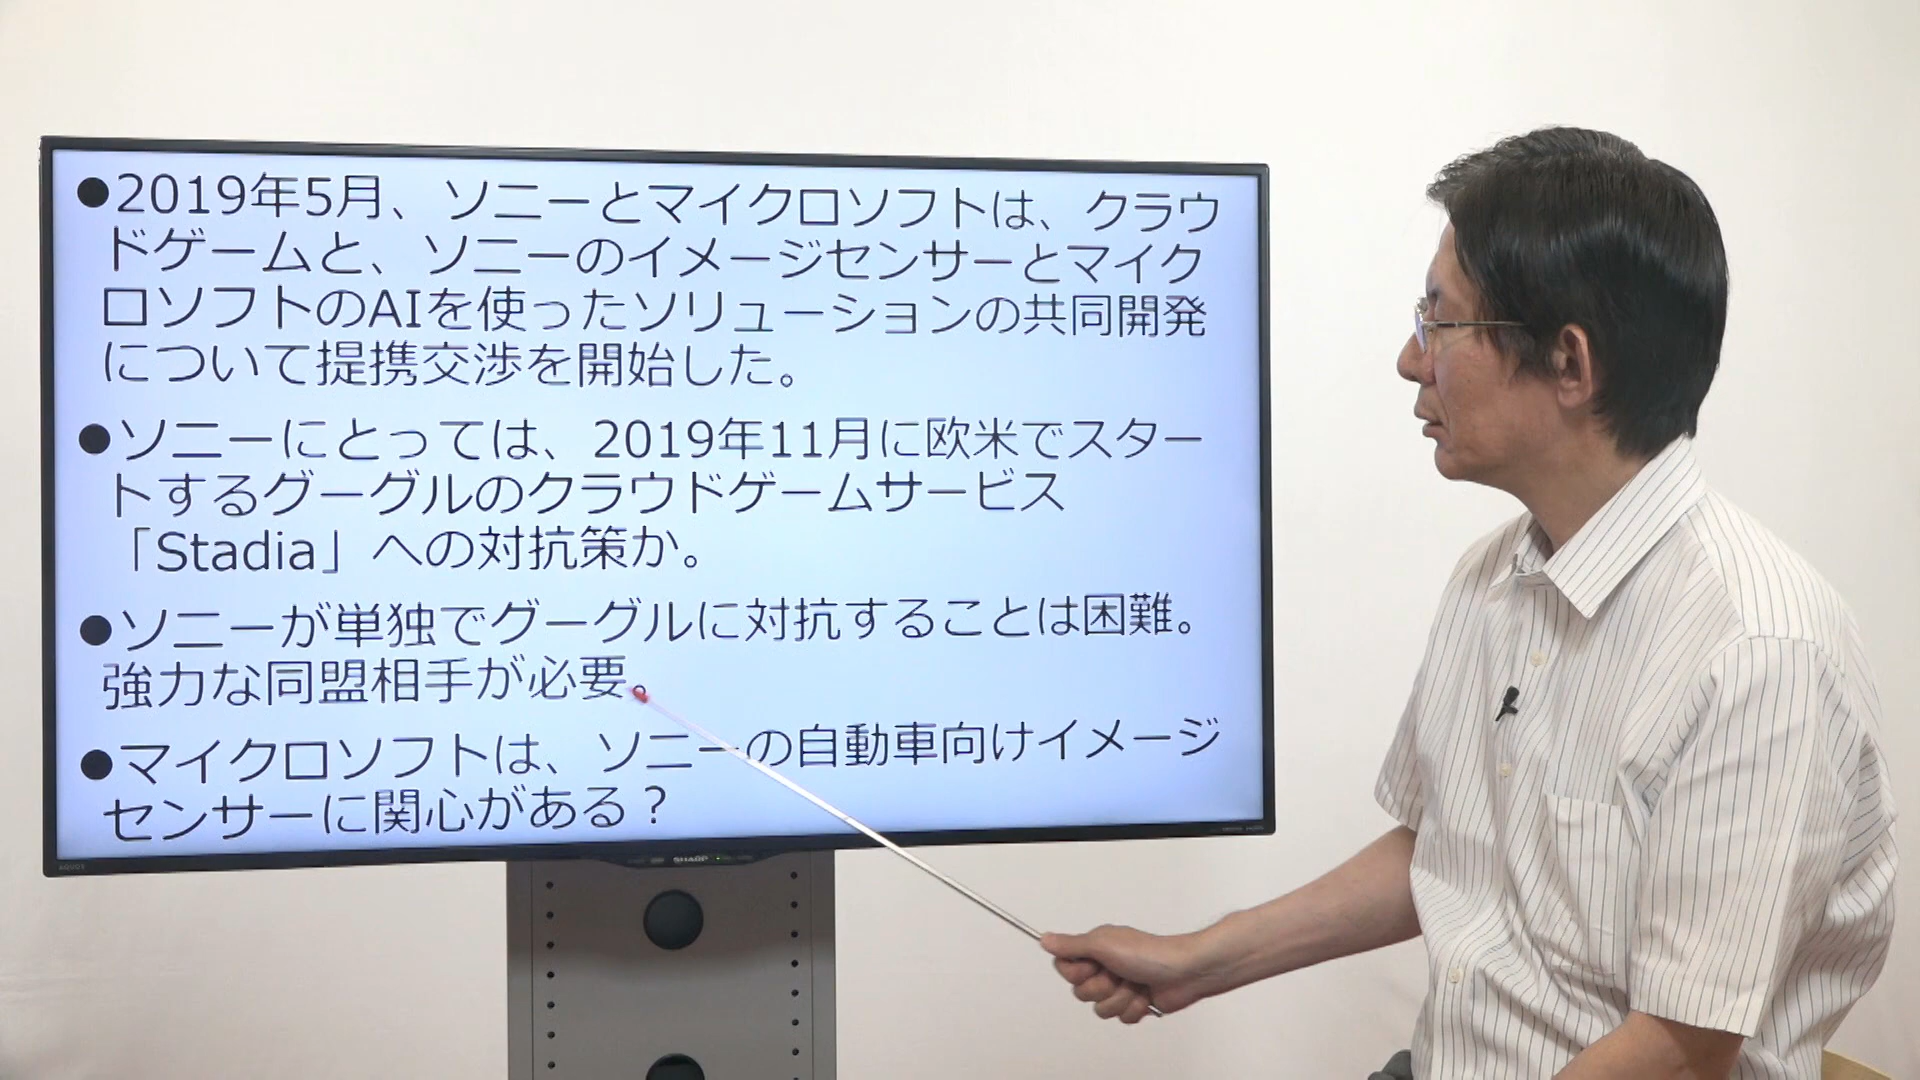 ●2019年5月、ソニーとマイクロソフトは、クラウ
ドゲームと、ソニーのイメージセンサーとマイク
ロソフトのAIを使ったソリューションの共同開発
について提携交渉を開始した。
●ソニーにとっては、2019年11月に欧米でスター
トするグーグルのクラウドゲームサービス
「Stadia」への対抗策か。
●ソニーが単独でグーグルに対抗することは困難。
強力な同盟相手が必要。
●マイクロソフトは、ソニーの自動車向けイメージ
センサーに関心がある？
AQUOS
SHARP